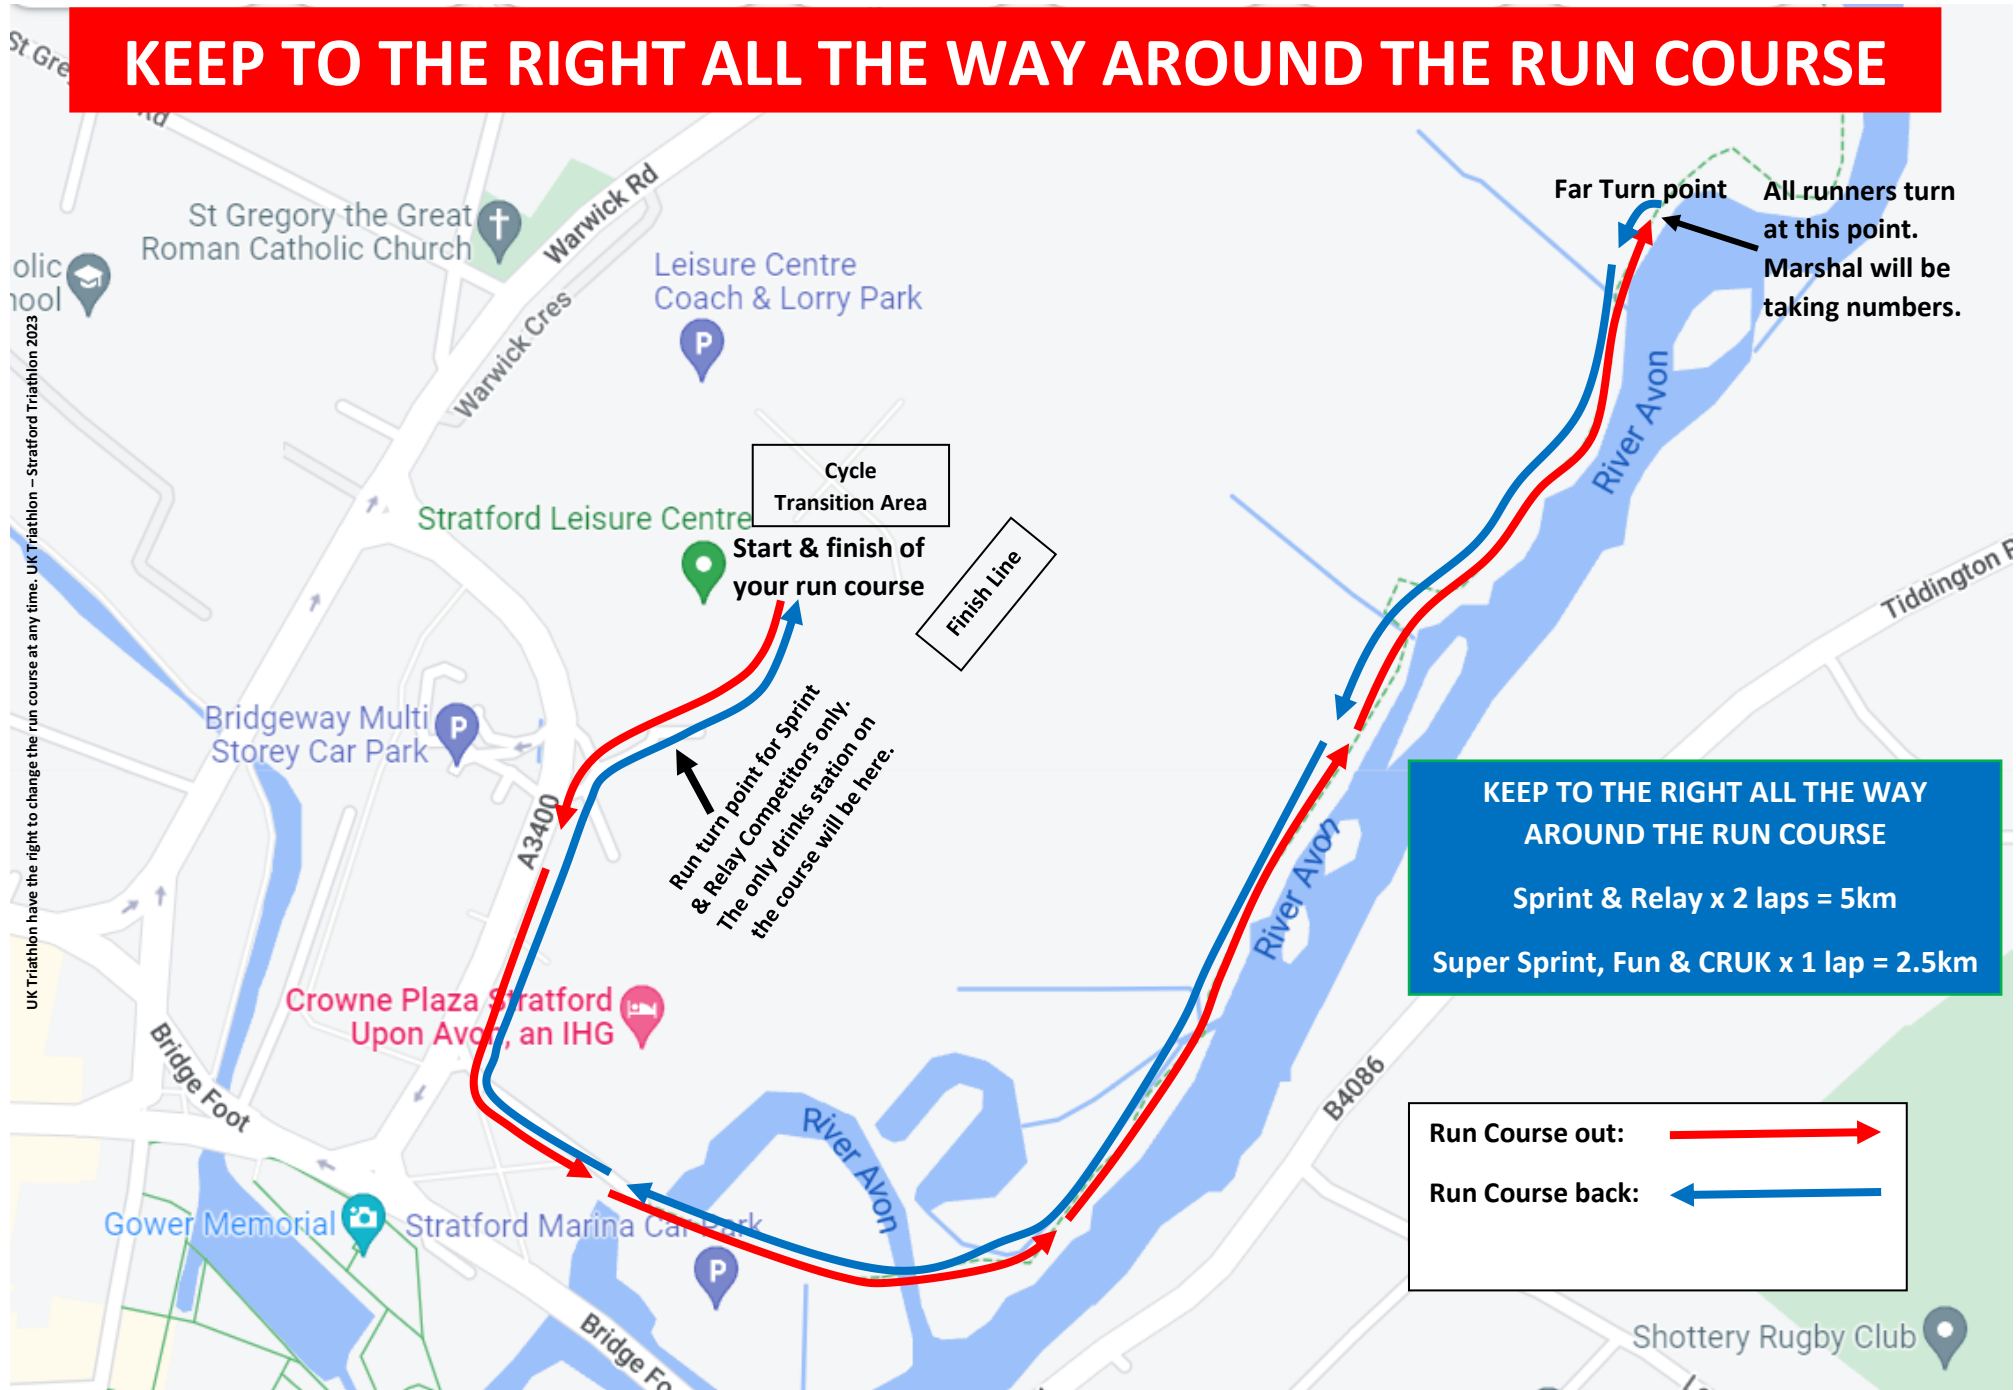 KEEP TO THE RIGHT ALL THE WAY AROUND THE RUN COURSE
St Gre
Rd
St Gregory the Great
Roman Catholic Church
Warwick Rd
Warwick Cres
olic
hool
Leisure Centre
Coach & Lorry Park
P
Far Turn point
All runners turn
at this point.
Marshal will be
taking numbers.
River Avon
Cycle
Transition Area
Stratford Leisure Centre
Start & finish of
your run course
Finish Line
Tiddington R
UK Triathlon have the right to change the run course at any time. UK Triathlon – Stratford Triathlon 2023
Bridgeway Multi
Storey Car Park
P
A3400
Run turn point for Sprint
& Relay Competitors only.
The only drinks station on
the course will be here.
River Avon
KEEP TO THE RIGHT ALL THE WAY
AROUND THE RUN COURSE
Sprint & Relay x 2 laps = 5km
Super Sprint, Fun & CRUK x 1 lap = 2.5km
Crowne Plaza Stratford
Upon Avon, an IHG
Bridge Foot
B4086
River Avon
Run Course out:
Run Course back:
Gower Memorial
Stratford Marina Car Park
P
Bridge Fo
Shottery Rugby Club